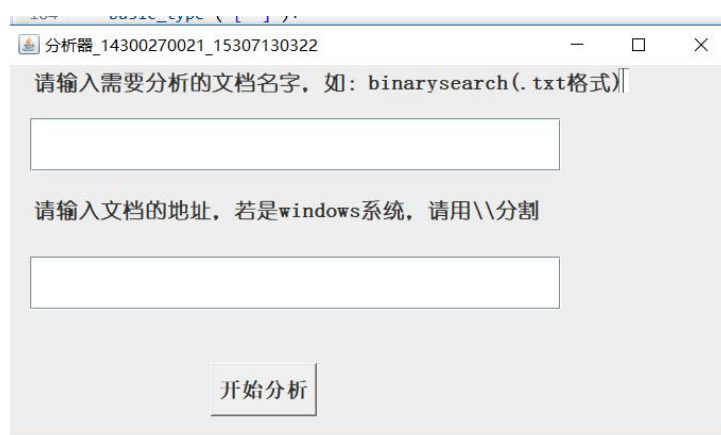 分析器_14300270021_15307130322
请输入需要分析的文档名字，如：binarysearch(.txt格式)
请输入文档的地址，若是windows系统，请用\\分割
开始分析